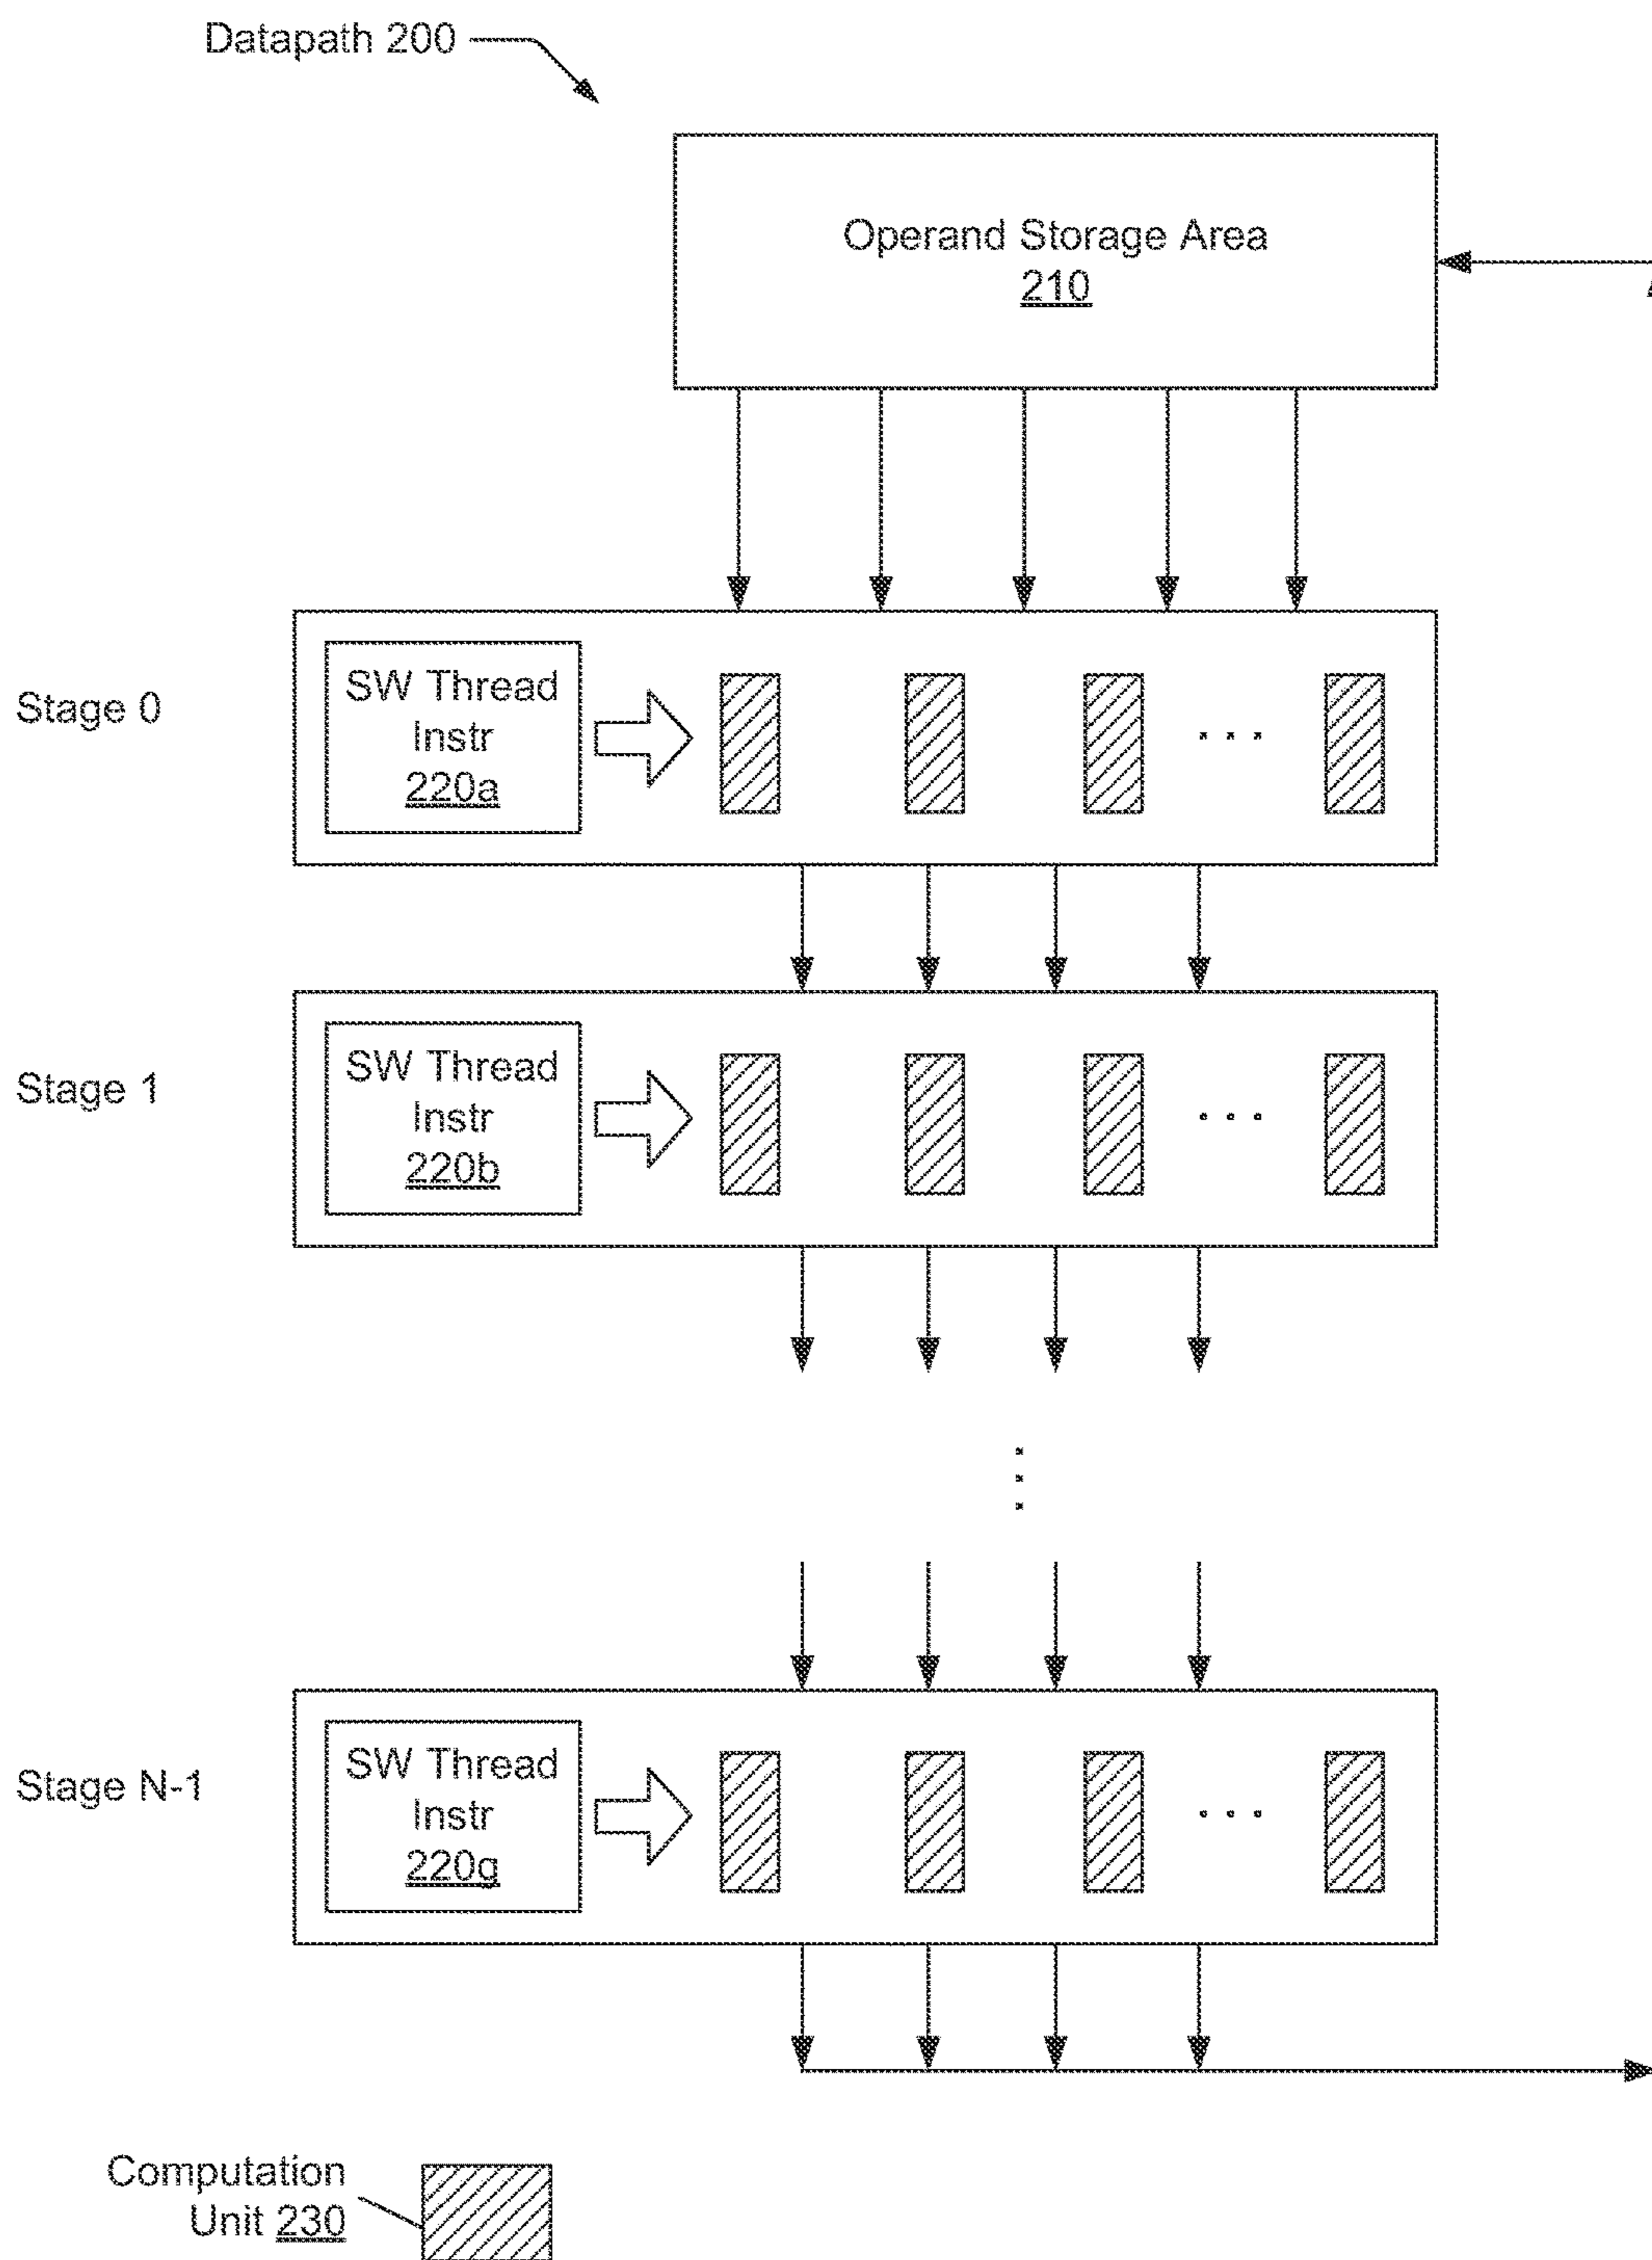 Datapath 200
Operand Storage Area
210
Stage 0
SW Thread
Instr
220a
. . .
Stage 1
SW Thread
Instr
220b
. . .
Stage N-1
SW Thread
Instr
220g
. . .
Computation
Unit 230